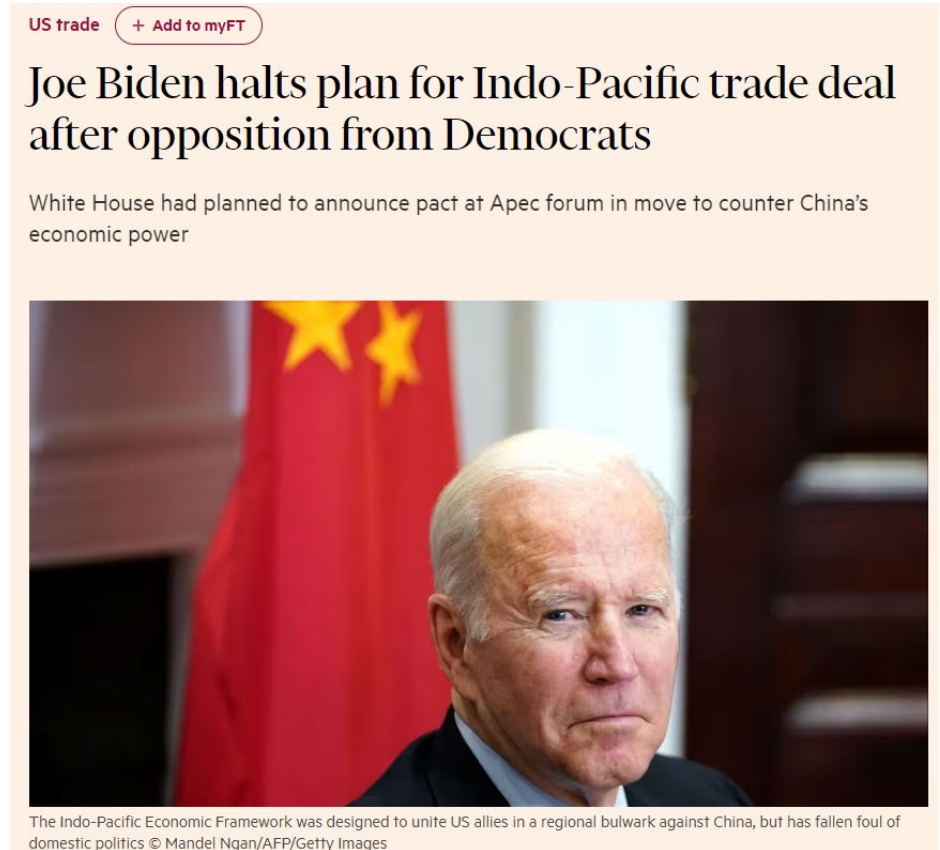 US trade
+ Add to myFT
Joe Biden halts plan for Indo-Pacific trade deal
after opposition from Democrats
White House had planned to announce pact at Apec forum in move to counter China’s
economic power
The Indo-Pacific Economic Framework was designed to unite US allies in a regional bulwark against China, but has fallen foul of
domestic politics © Mandel Ngan/AFP/Getty Images